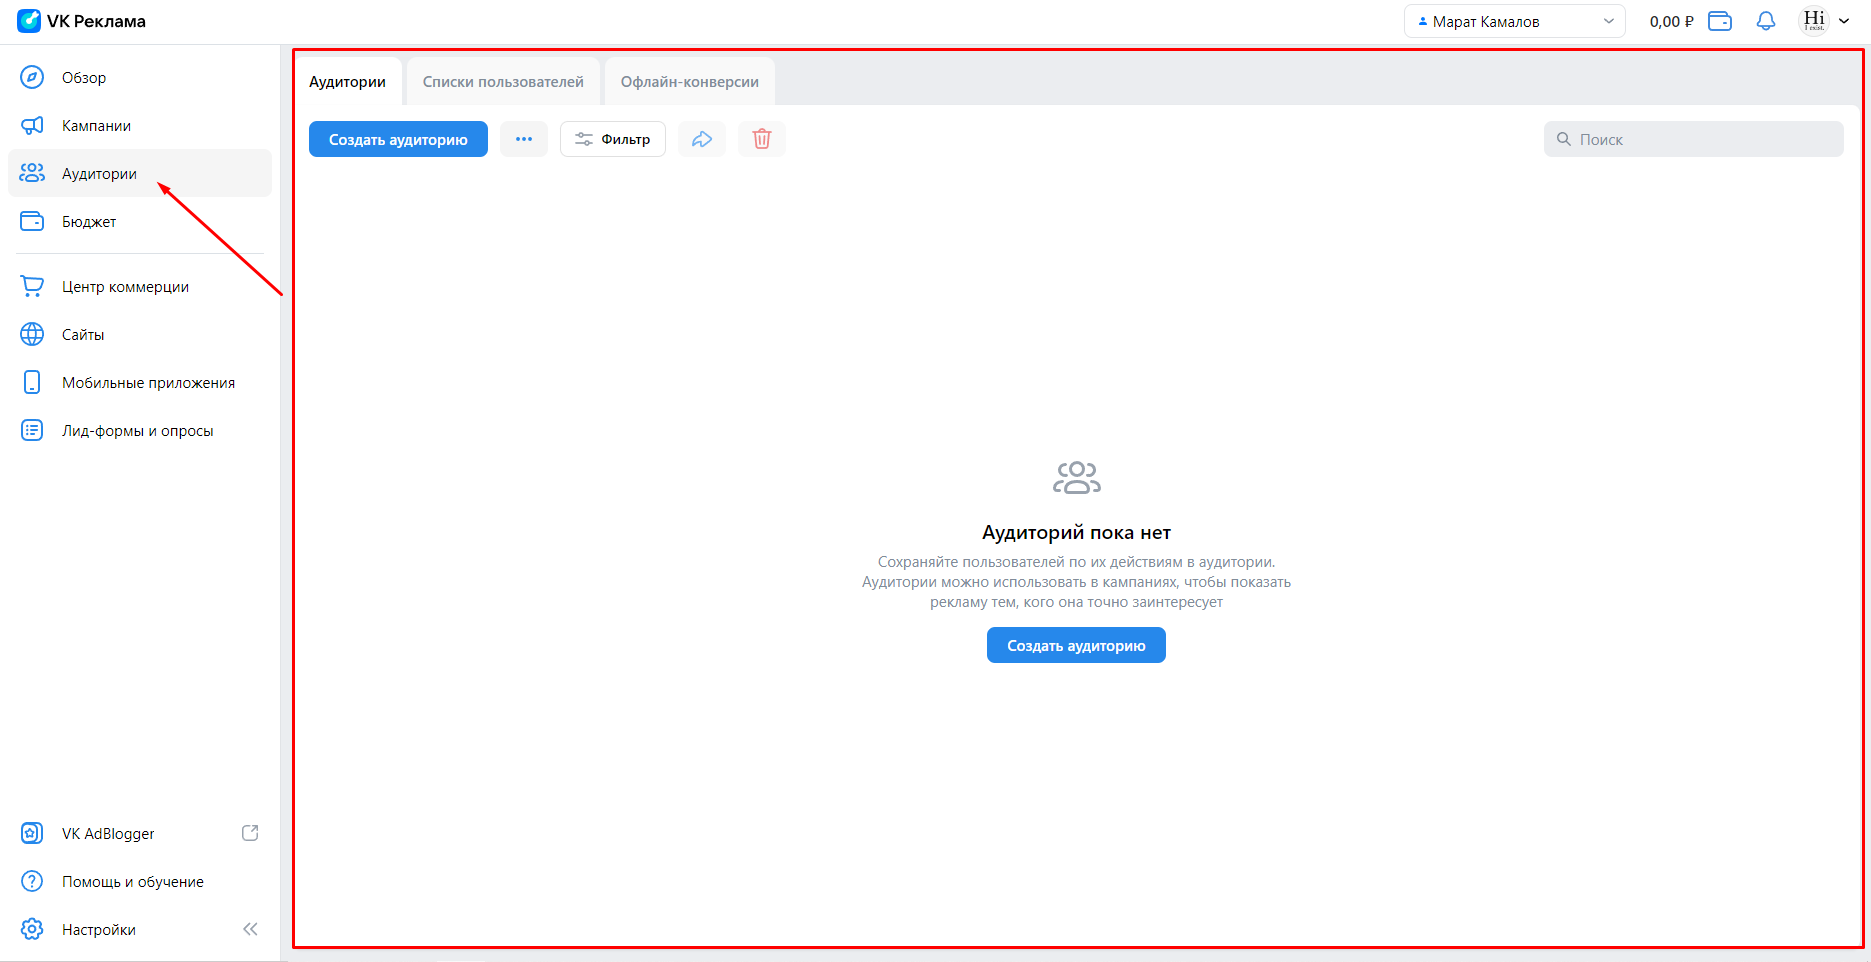 VK Реклама
Марат Камалов
0,00 ₽
Hi
Обзор
Кампании
Аудитории
Бюджет
Центр коммерции
Сайты
Мобильные приложения
Лид-формы и опросы
VK AdBlogger
Помощь и обучение
Настройки
Аудитории
Списки пользователей
Офлайн-конверсии
Создать аудиторию
Фильтр
Поиск
Аудиторий пока нет
Сохраняйте пользователей по их действиям в аудитории.
Аудитории можно использовать в кампаниях, чтобы показать
рекламу тем, кого она точно заинтересует
Создать аудиторию